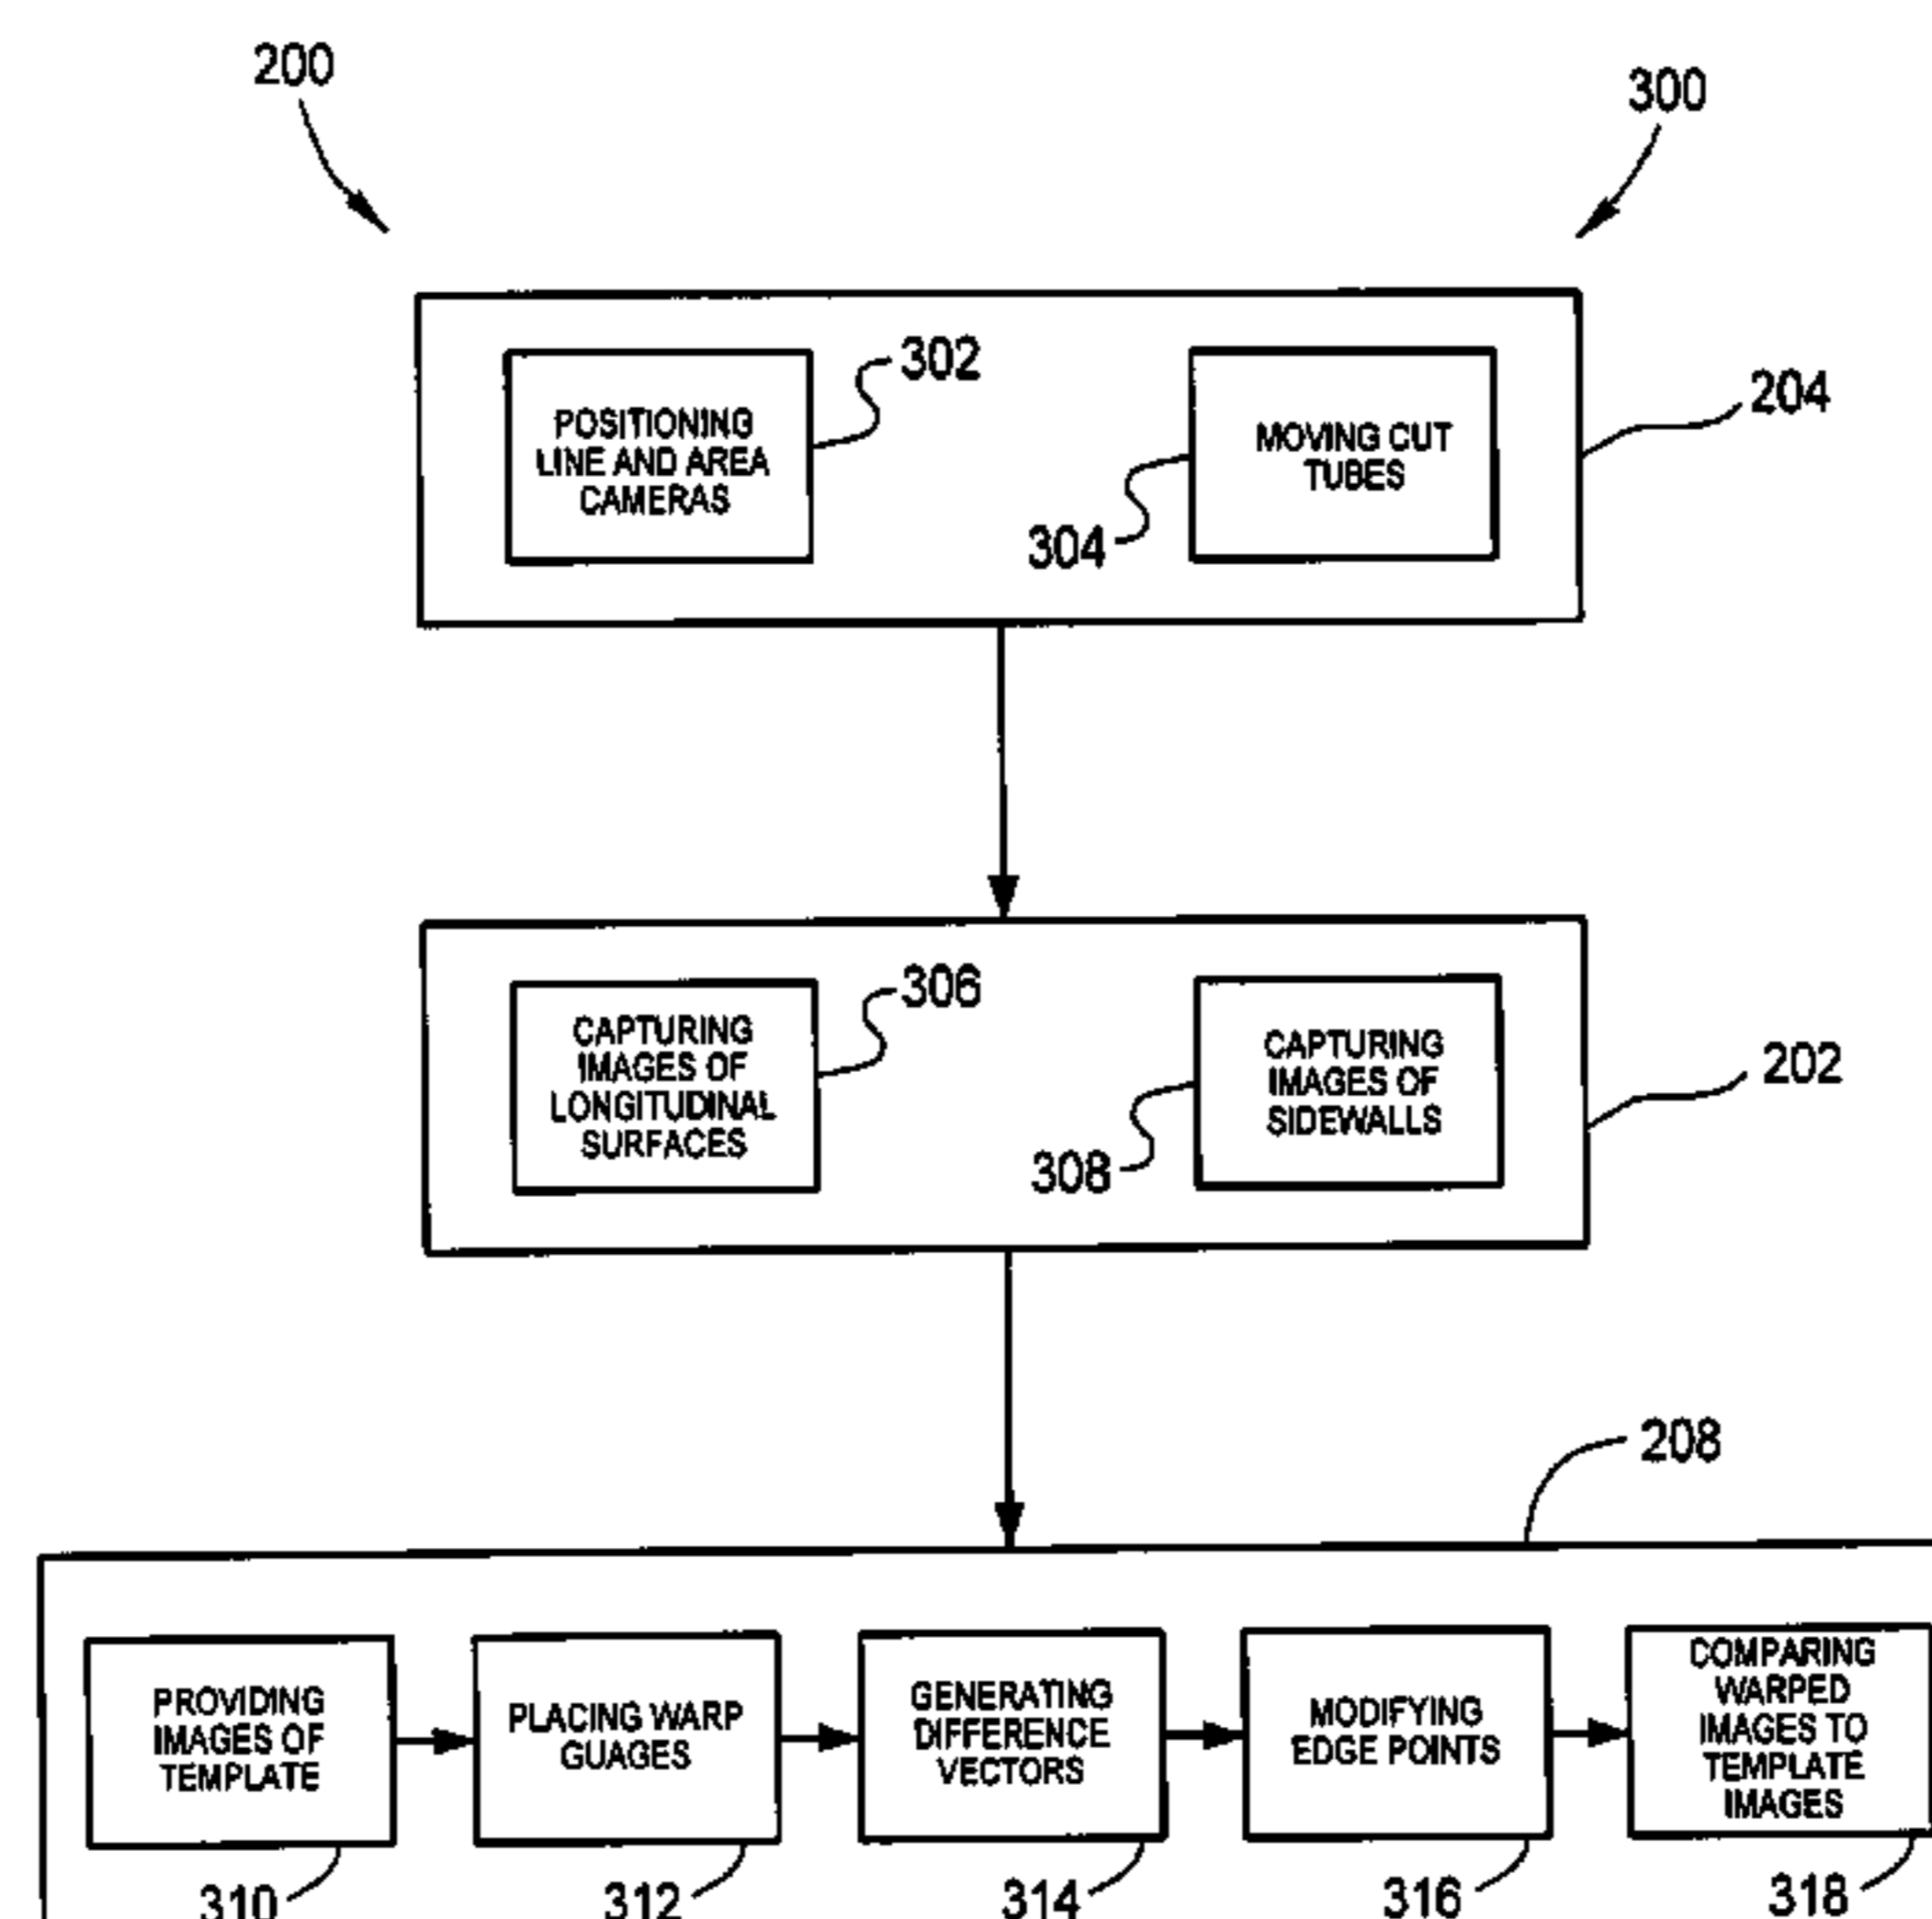 200
300
302
POSITIONING
LINE AND AREA
CAMERAS
MOVING CUT
TUBES
204
304
306
CAPTURING
IMAGES OF
LONGITUDINAL
SURFACES
CAPTURING
IMAGES OF
SIDEWALLS
202
308
208
PROVIDING
IMAGES OF
TEMPLATE
PLACING WARP
GUAGES
GENERATING
DIFFERENCE
VECTORS
MODIFYING
EDGE POINTS
COMPARING
WARPED
IMAGES TO
TEMPLATE
IMAGES
310
312
314
316
318